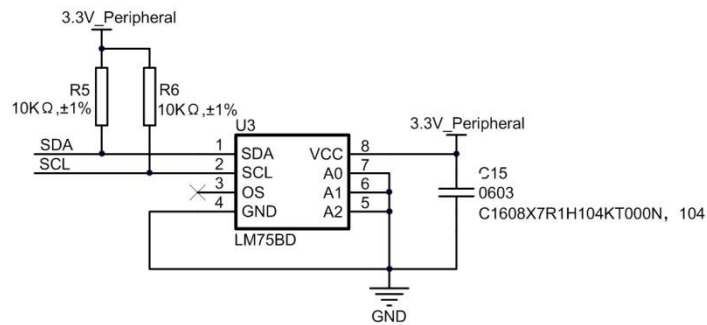 3.3V_Peripheral
R5
10KΩ,±1%
R6
10KΩ,±1%
U3
3.3V_Peripheral
SDA
1
SDA
VCC
8
SCL
2
SCL
A0
7
3
OS
A1
6
4
GND
A2
5
LM75BD
C15
0603
C1608X7R1H104KT000N, 104
GND